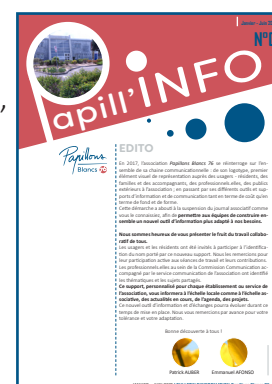 N°
Papill'INFO
Papillons
Blancs 76
EDITO
En 2017, l'association Papillons Blancs 76 se réinterroge sur l'en-
semble de sa chaine communicationnelle : de son logotype, premier
élément visuel de représentation auprès des usagers - résidents, des
familles et des accompagnants, des professionnels.elles, des publics
extérieurs à l'association ; en passant par ses différents outils et sup-
ports d'information et de communication tant en terme de coût qu'en
terme de fond et de forme.
Cette démarche a abouti à la suspension du journal associatif comme
vous le connaissiez, afin de permettre aux équipes de construire en-
semble un nouvel outil d'information plus adapté à nos besoins.
Nous sommes heureux de vous présenter le fruit du travail collabo-
ratif de tous.
Les usagers et les résidents ont été invités à participer à l'identifica-
tion du nom porté par ce nouveau support. Nous les remercions pour
leur participation active aux séances de travail et leurs contributions.
Les professionnels.elles au sein de la Commission Communication ac-
compagné par le service communication de l'association ont identifié
les thématiques et les sujets partagés.
Ce support, personnalisé pour chaque établissement ou service de
l'association, vous informera à l'échelle locale comme à l'échelle as-
sociative, des actualités en cours, de l'agenda, des projets.
Ce nouvel outil d'information et d'échanges pourra évoluer durant ce
temps de mise en place. Nous vous remercions par avance pour votre
tolérance et votre adaptation.
Bonne découverte à tous !
Patrick AUBER Emmanuel AFONSO